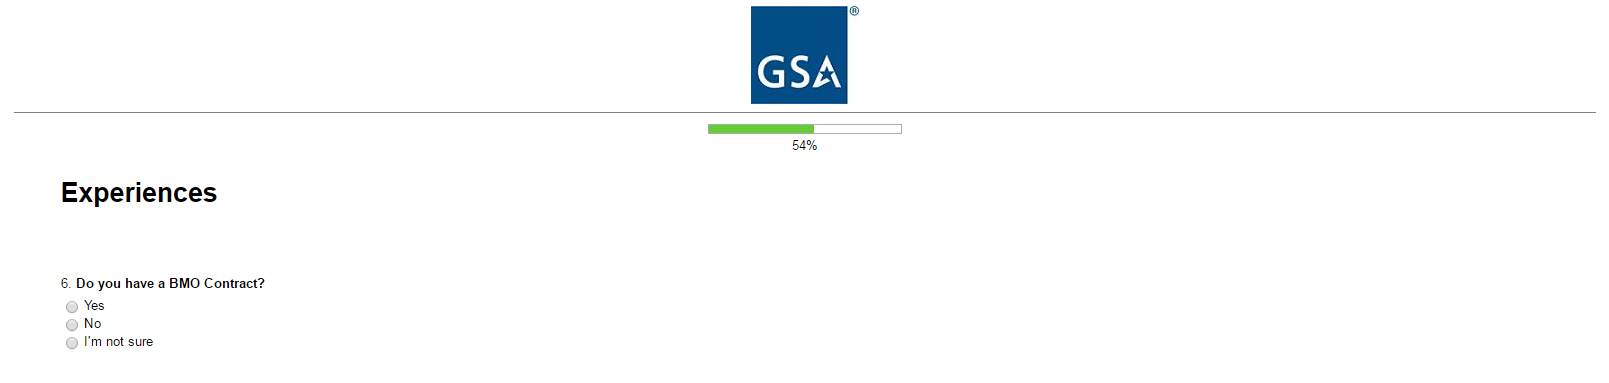 GSA®
54%
Experiences
6. Do you have a BMO Contract?
Yes
No
I'm not sure